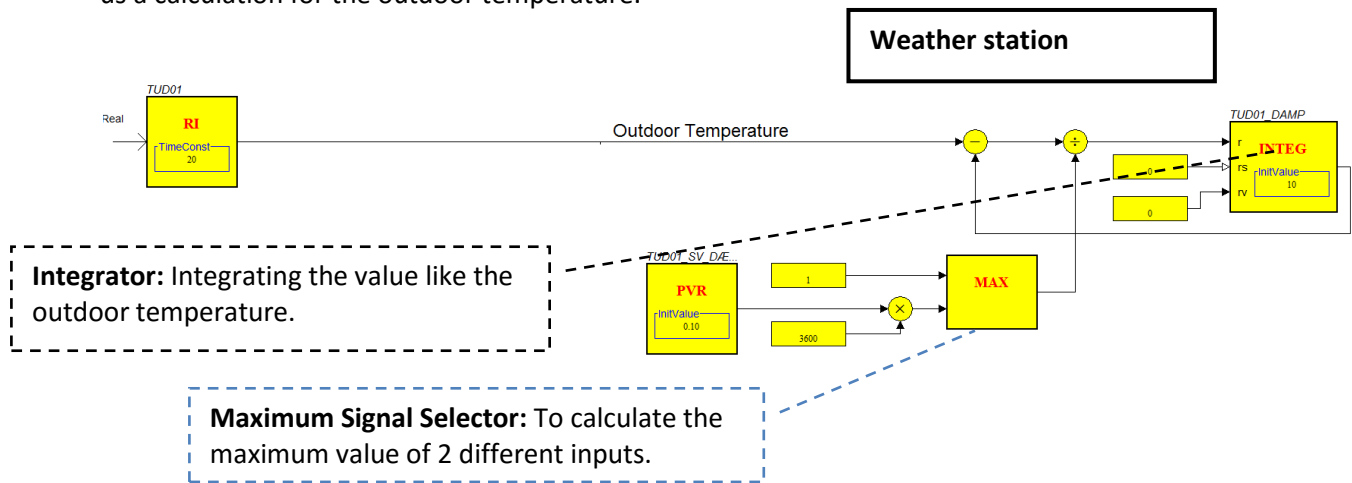 as a calculation for the outdoor temperature.
Weather station
TUD01
Real
RI
TimeConst
20
Outdoor Temperature
TUD01_DAMP
r
INTEG
rs
InitValue
10
rv
0
0
Integrator: Integrating the value like the
outdoor temperature.
TUD01_SV_DÆ...
PVR
InitValue
0.10
1
3600
MAX
Maximum Signal Selector: To calculate the
maximum value of 2 different inputs.